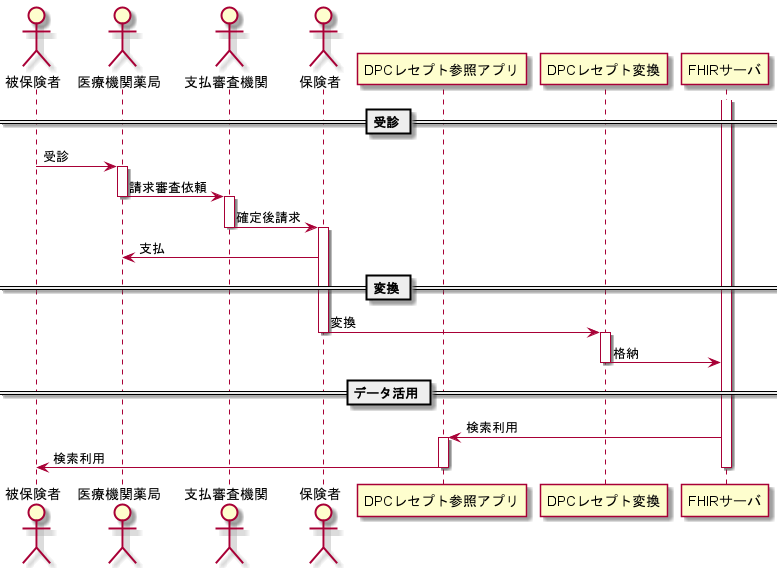 被保険者
医療機関薬局
支払審査機関
保険者
DPCレセプト参照アプリ
DPCレセプト変換
FHIRサーバ
受診
受診
請求審査依頼
確定後請求
支払
変換
変換
格納
データ活用
検索利用
検索利用
被保険者
医療機関薬局
支払審査機関
保険者
DPCレセプト参照アプリ
DPCレセプト変換
FHIRサーバ